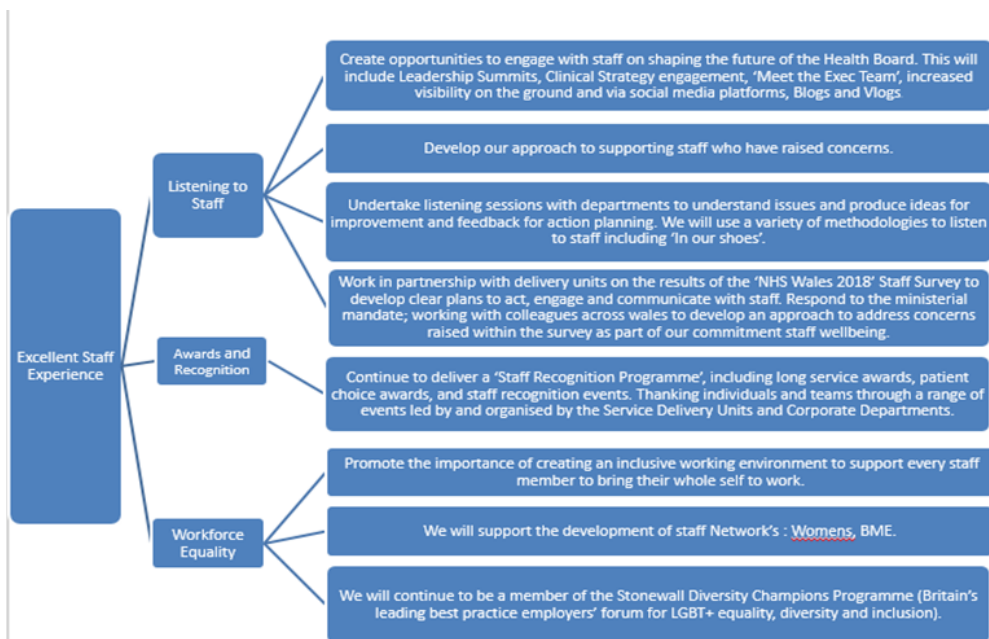 Excellent Staff
Experience
Listening to
Staff
Create opportunities to engage with staff on shaping the future of the Health Board. This will
include Leadership Summits, Clinical Strategy engagement, ‘Meet the Exec Team’, increased
visibility on the ground and via social media platforms, Blogs and Vlogs
Develop our approach to supporting staff who have raised concerns.
Undertake listening sessions with departments to understand issues and produce ideas for
improvement and feedback for action planning. We will use a variety of methodologies to listen
to staff including ‘In our shoes’.
Work in partnership with delivery units on the results of the ‘NHS Wales 2018’ Staff Survey to
develop clear plans to act, engage and communicate with staff. Respond to the ministerial
mandate; working with colleagues across wales to develop an approach to address concerns
raised within the survey as part of our commitment staff wellbeing.
Awards and
Recognition
Continue to deliver a ‘Staff Recognition Programme’, including long service awards, patient
choice awards, and staff recognition events. Thanking individuals and teams through a range of
events led by and organised by the Service Delivery Units and Corporate Departments.
Workforce
Equality
Promote the importance of creating an inclusive working environment to support every staff
member to bring their whole self to work.
We will support the development of staff Network’s : Womens, BME.
We will continue to be a member of the Stonewall Diversity Champions Programme (Britain’s
leading best practice employers’ forum for LGBT+ equality, diversity and inclusion).